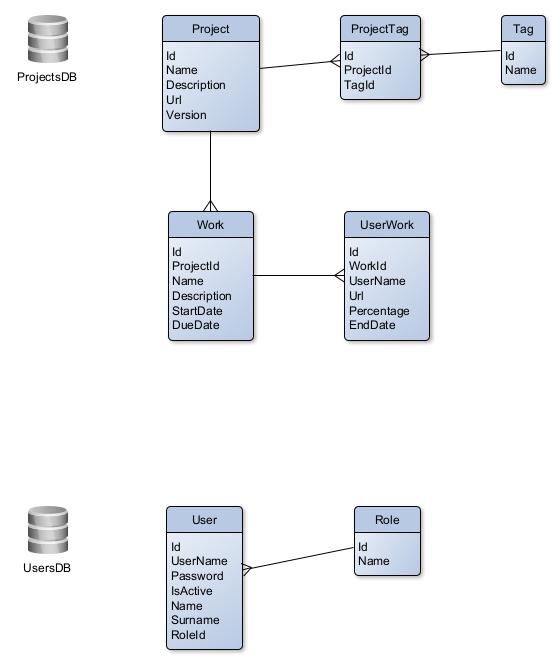 ProjectsDB
Project
Id
Name
Description
Url
Version
ProjectTag
Id
ProjectId
TagId
Tag
Id
Name
Work
Id
ProjectId
Name
Description
StartDate
DueDate
UserWork
Id
WorkId
UserName
Url
Percentage
EndDate
UsersDB
User
Id
UserName
Password
IsActive
Name
Surname
RoleId
Role
Id
Name